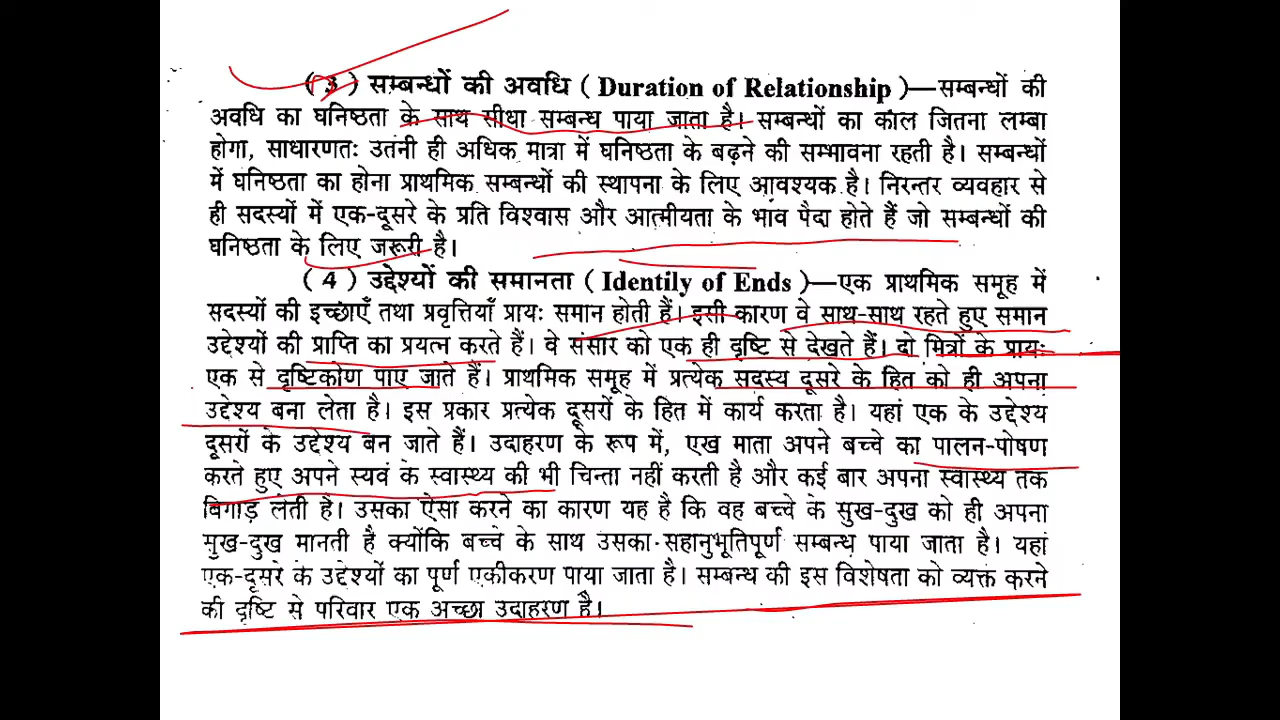 ( 3 ) सम्बन्धों की अवधि ( Duration of Relationship )—सम्बन्धों की
अवधि का घनिष्ठता के साथ सीधा सम्बन्ध पाया जाता है। सम्बन्धों का काल जितना लम्बा
होगा, साधारणतः उतनी ही अधिक मात्रा में घनिष्ठता के बढ़ने की सम्भावना रहती है। सम्बन्धों
में घनिष्ठता का होना प्राथमिक सम्बन्धों की स्थापना के लिए आवश्यक है। निरन्तर व्यवहार से
ही सदस्यों में एक-दूसरे के प्रति विश्वास और आत्मीयता के भाव पैदा होते हैं जो सम्बन्धों की
घनिष्ठता के लिए जरूरी है।
( 4 ) उद्देश्यों की समानता ( Identily of Ends )—एक प्राथमिक समूह में
सदस्यों की इच्छाएँ तथा प्रवृत्तियाँ प्रायः समान होती हैं। इसी कारण वे साथ-साथ रहते हुए समान
उद्देश्यों की प्राप्ति का प्रयत्न करते हैं। वे संसार को एक ही दृष्टि से देखते हैं। दो मित्रों के प्रायः
एक से दृष्टिकोण पाए जाते हैं। प्राथमिक समूह में प्रत्येक सदस्य दूसरे के हित को ही अपना
उद्देश्य बना लेता है। इस प्रकार प्रत्येक दूसरों के हित में कार्य करता है। यहां एक के उद्देश्य
दूसरों के उद्देश्य बन जाते हैं। उदाहरण के रूप में, एख माता अपने बच्चे का पालन-पोषण
करते हुए अपने स्यवं के स्वास्थ्य की भी चिन्ता नहीं करती है और कई बार अपना स्वास्थ्य तक
बिगाड़ लेती है। उसका ऐसा करने का कारण यह है कि वह बच्चे के सुख-दुख को ही अपना
सुख-दुख मानती है क्योंकि बच्चे के साथ उसका सहानुभूतिपूर्ण सम्बन्ध पाया जाता है। यहां
एक-दूसरे के उद्देश्यों का पूर्ण एकीकरण पाया जाता है। सम्बन्ध की इस विशेषता को व्यक्त करने
की दृष्टि से परिवार एक अच्छा उदाहरण है।